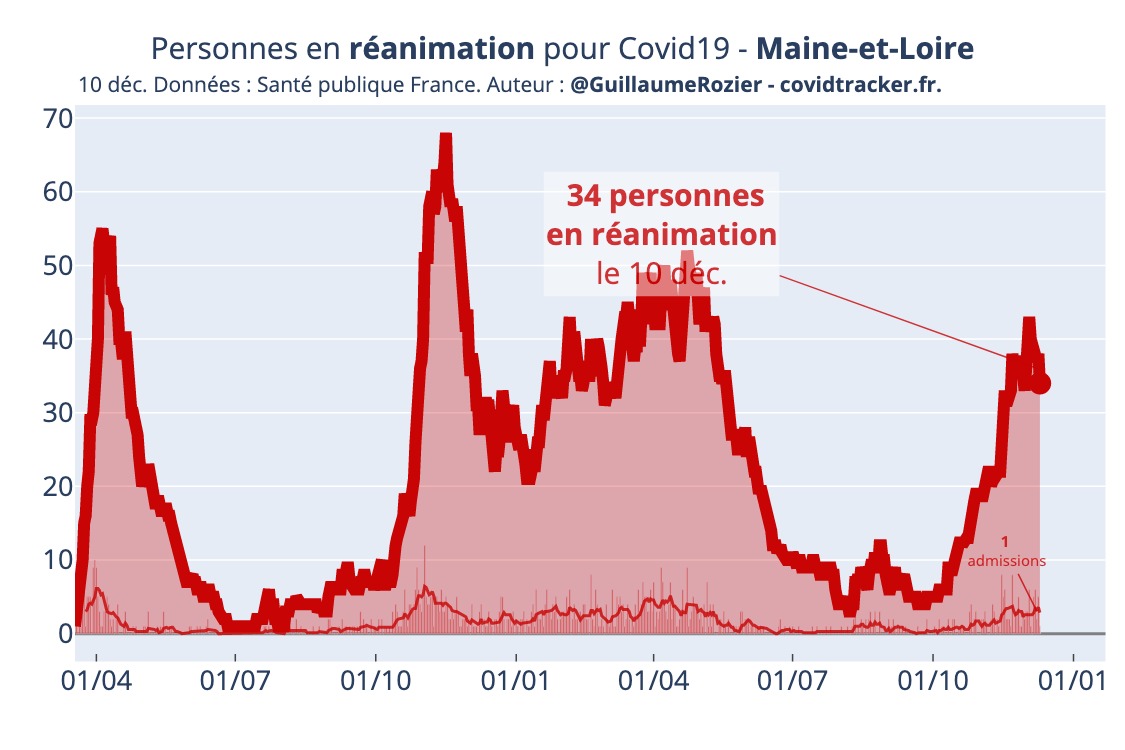 Personnes en réanimation pour Covid19 - Maine-et-Loire
10 déc. Données : Santé publique France. Auteur : @GuillaumeRozier - covidtracker.fr.
70
60
50
40
30
20
10
0
34 personnes
en réanimation
le 10 déc.
1
admissions
01/04
01/07
01/10
01/01
01/04
01/07
01/10
01/01